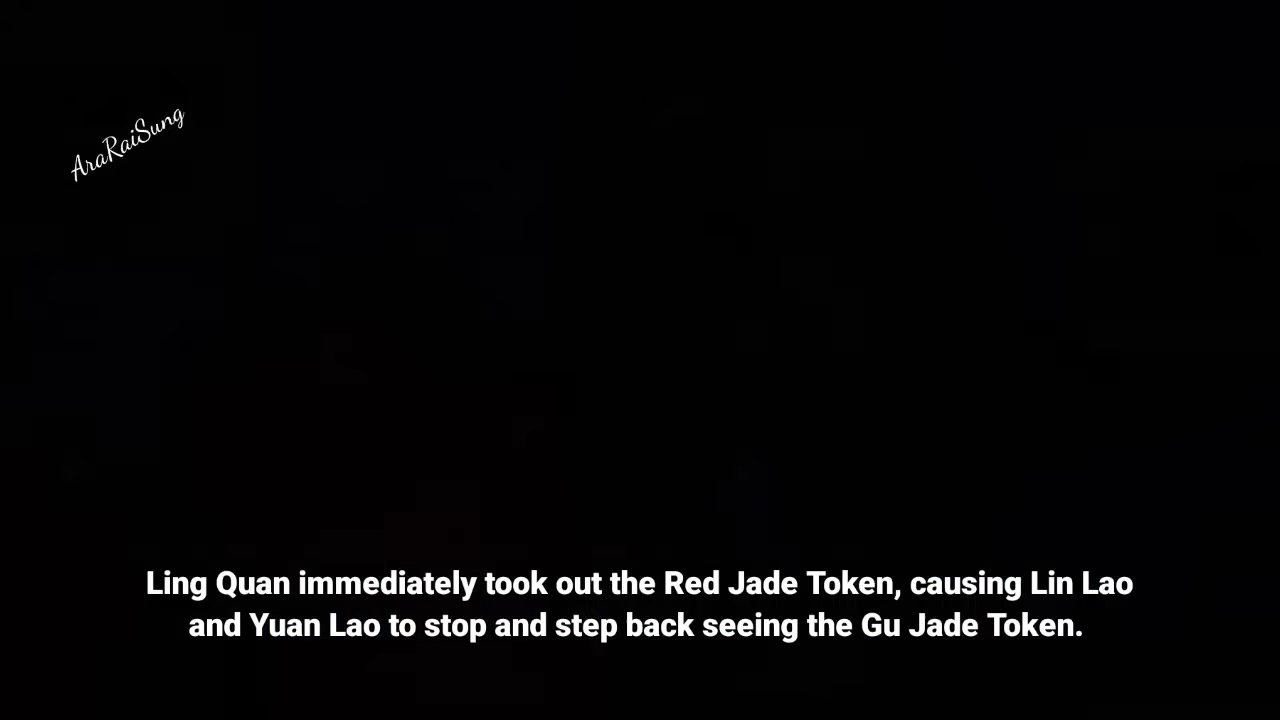 AraRaiSung
Ling Quan immediately took out the Red Jade Token, causing Lin Lao
and Yuan Lao to stop and step back seeing the Gu Jade Token.